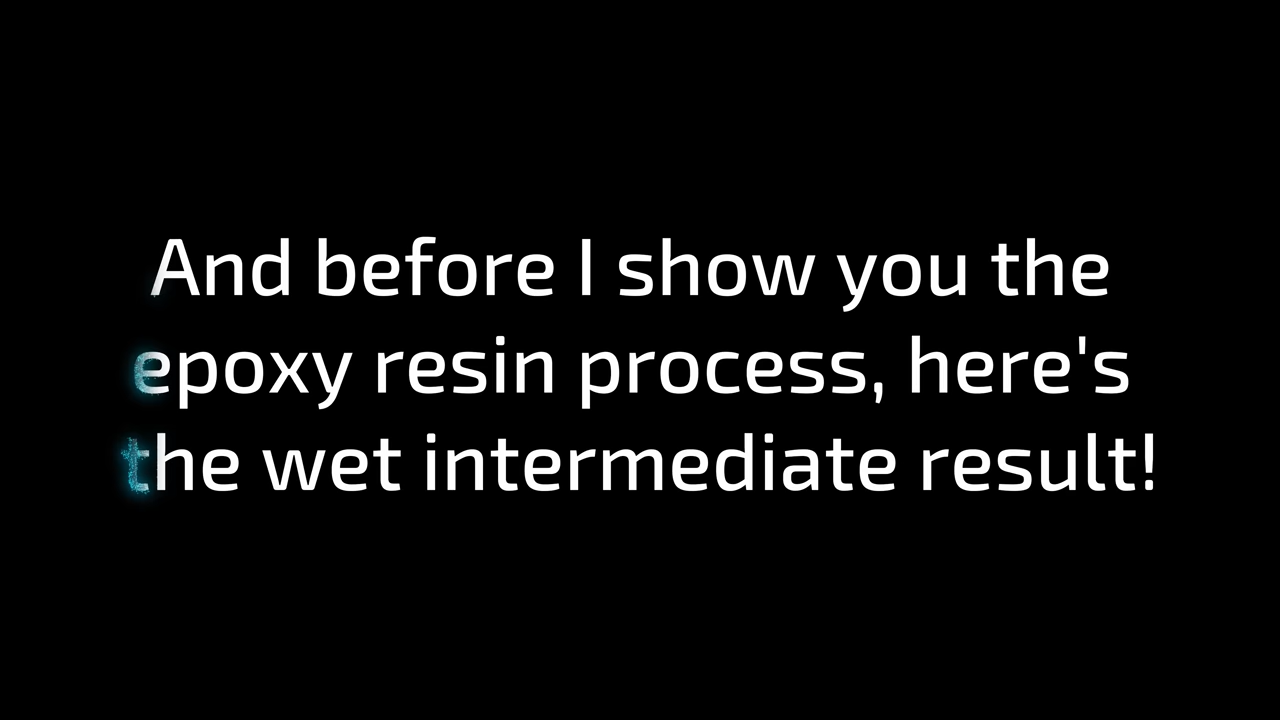 And before I show you the
epoxy resin process, here's
the wet intermediate result!